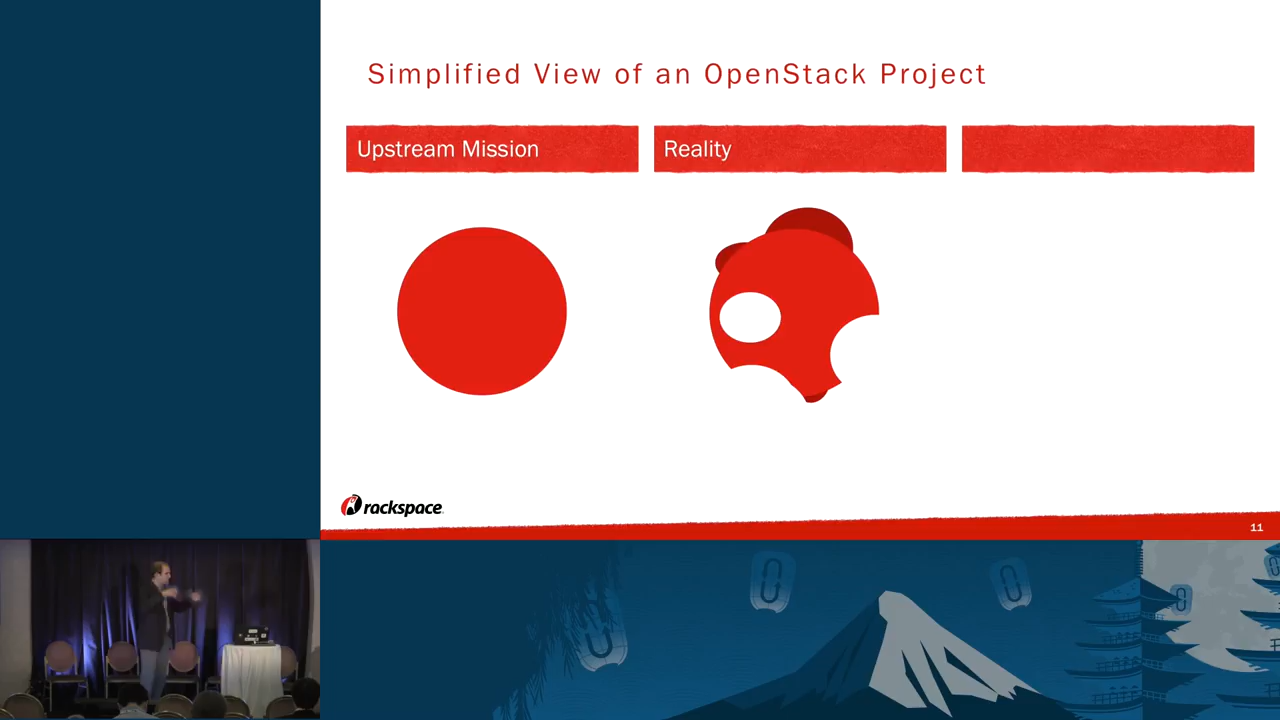 Simplified View of an OpenStack Project
Upstream Mission
Reality
rackspace
11